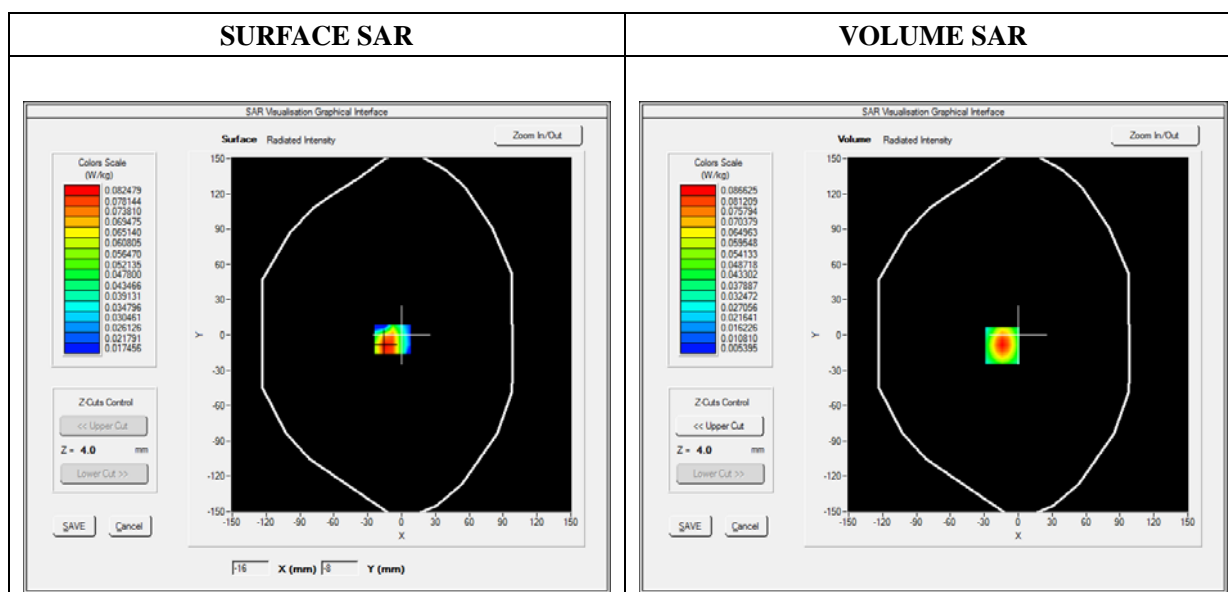 SURFACE SAR
VOLUME SAR
SAR Visualisation Graphical Interface
Surface Radiated Intensity
Zoom In/Out
Colors Scale
(W/kg)
0.082479
0.078144
0.073810
0.069475
0.065140
0.060805
0.056470
0.052135
0.047800
0.043466
0.039131
0.034796
0.030461
0.026126
0.021791
0.017456
Z-Cuts Control
<< Upper Cut
Z = 4.0 mm
Lower Cut >>
SAVE Cancel
150
120
90
60
30
0
-30
-60
-90
-120
-150
Y
-150 -120 -90 -60 -30 0 30 60 90 120 150
X
-16 X (mm) -8 Y (mm)
SAR Visualisation Graphical Interface
Volume Radiated Intensity
Zoom In/Out
Colors Scale
(W/kg)
0.086625
0.081209
0.075794
0.070379
0.064963
0.059548
0.054133
0.048718
0.043302
0.037887
0.032472
0.027056
0.021641
0.016226
0.010810
0.005395
Z-Cuts Control
<< Upper Cut
Z = 4.0 mm
Lower Cut >>
SAVE Cancel
150
120
90
60
30
0
-30
-60
-90
-120
-150
Y
-150 -120 -90 -60 -30 0 30 60 90 120 150
X